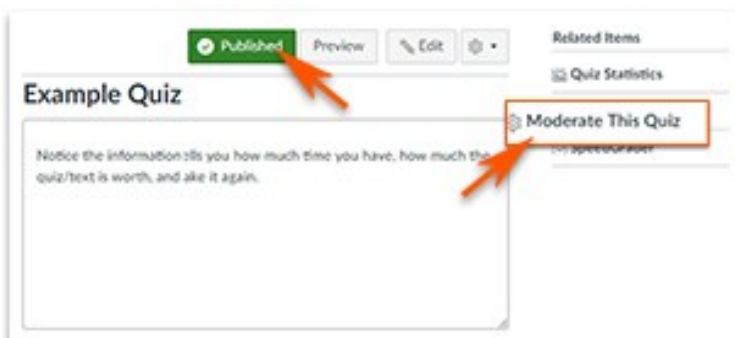 Published Preview Edit
Related Items
Quiz Statistics
Example Quiz
Moderate This Quiz
SpeedGrader
Notice the information tlls you how much time you have, how much the
quiz/text is worth, and ake it again.